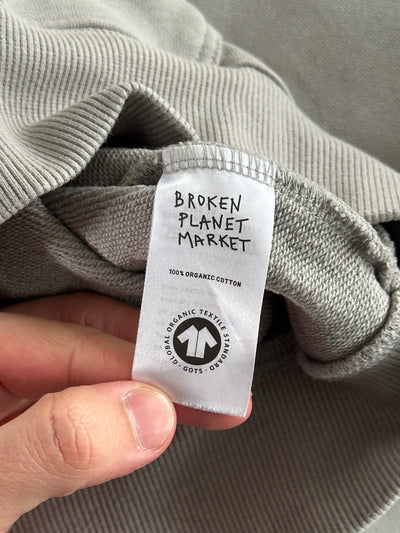 BROKEN
PLANET
MARKET
100% ORGANIC COTTON
GLOBAL ORGANIC TEXTILE STANDARD
· GOTS ·